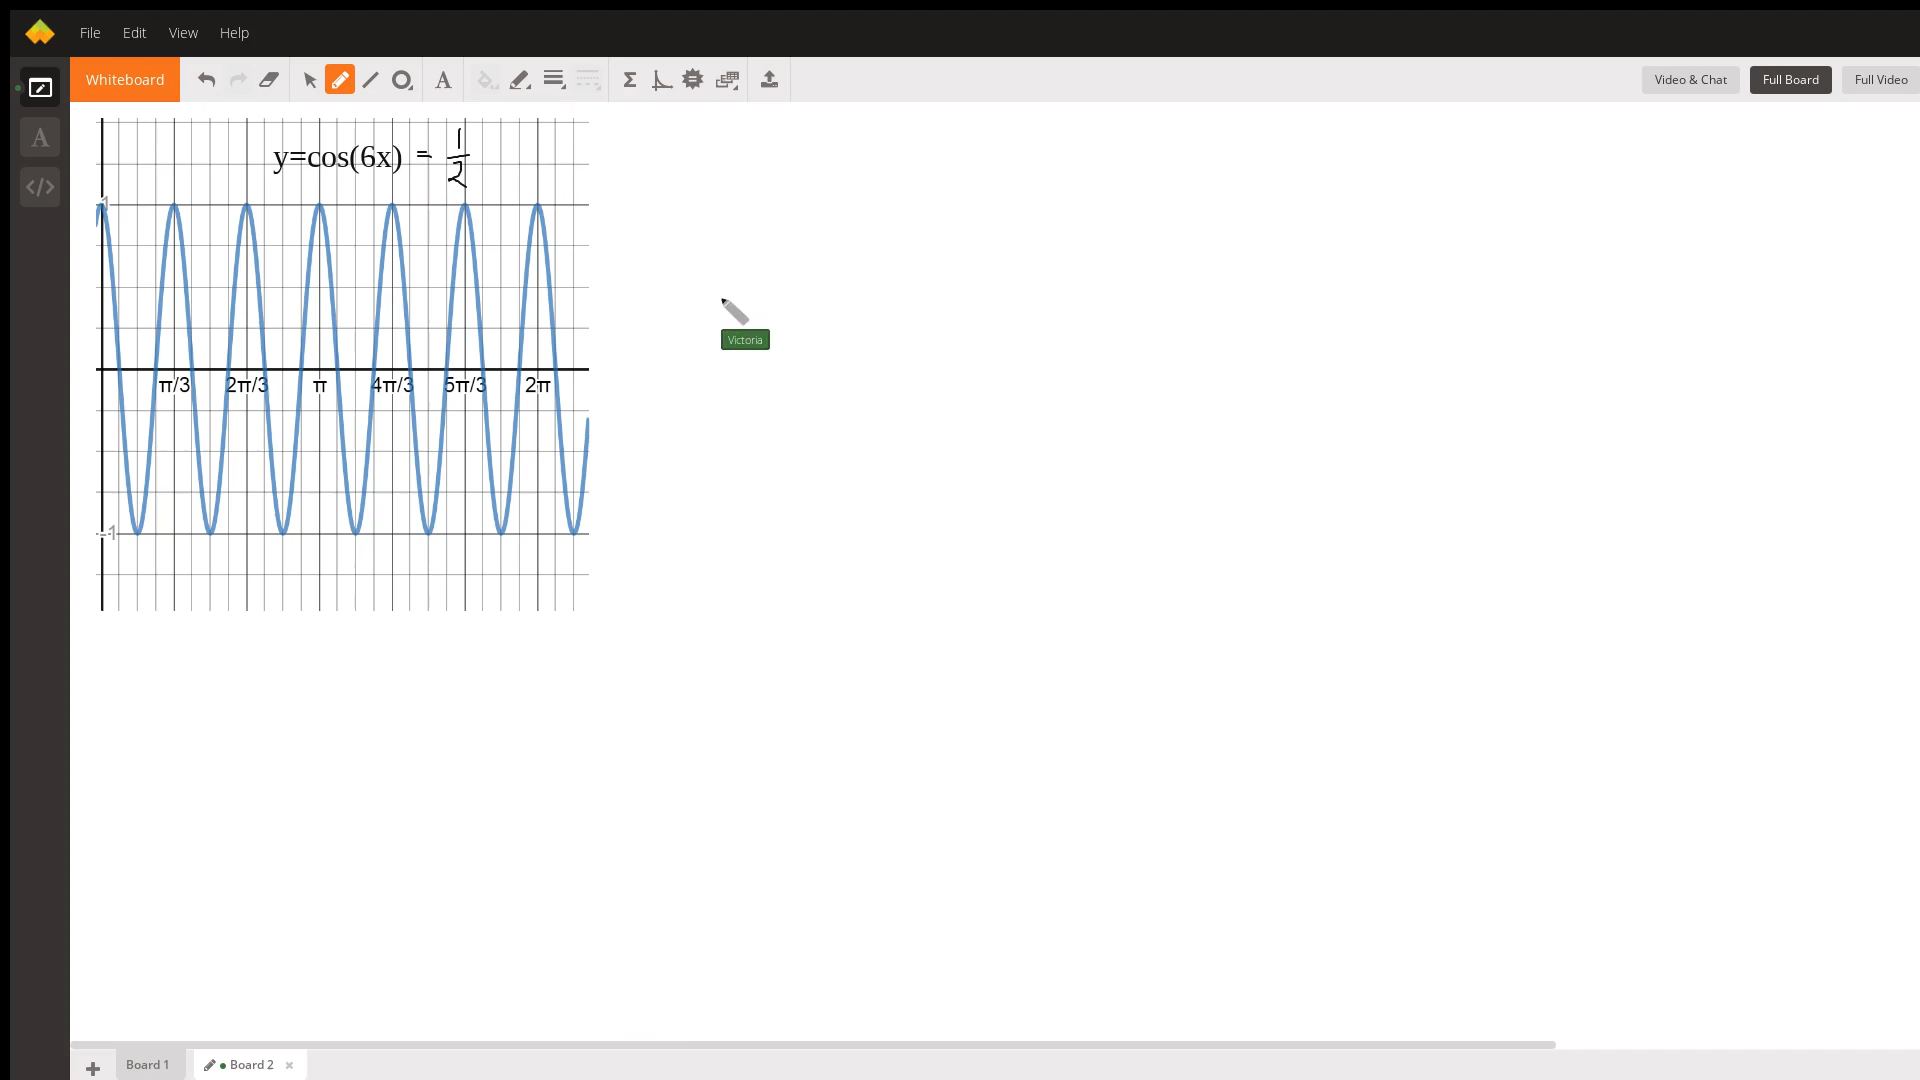 File Edit View Help
Whiteboard A Σ Video & Chat Full Board Full Video
A
</>
y=cos(6x) = 1/2
1
Victoria
π/3 2π/3 π 4π/3 5π/3 2π
-1
+ Board 1 Board 2 ×